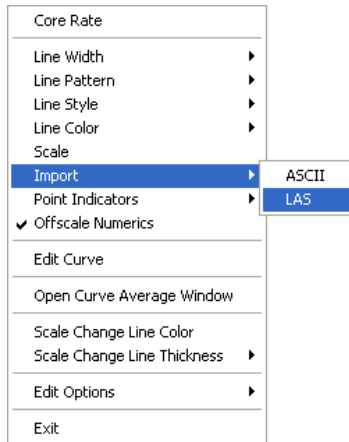 Core Rate
Line Width
Line Pattern
Line Style
Line Color
Scale
Import
ASCII
LAS
Point Indicators
Offscale Numerics
Edit Curve
Open Curve Average Window
Scale Change Line Color
Scale Change Line Thickness
Edit Options
Exit